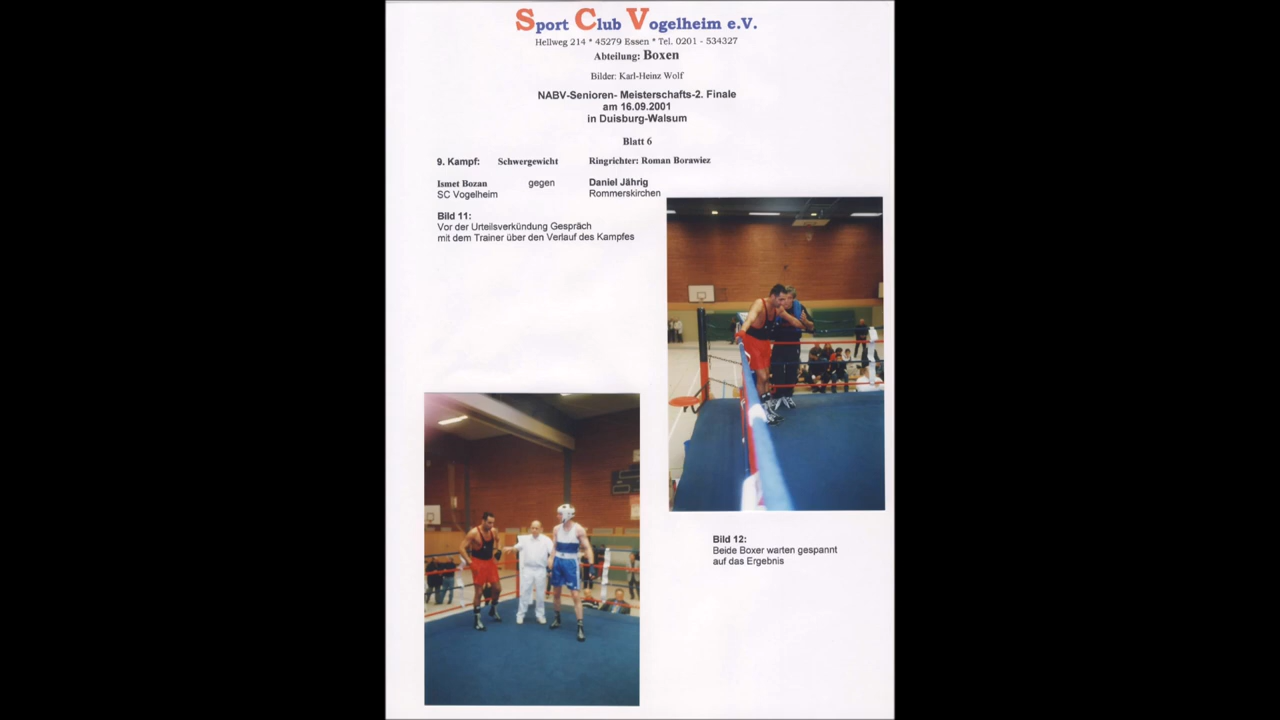 Sport Club Vogelheim e.V.
Hellweg 214 * 45279 Essen * Tel. 0201 - 534327
Abteilung: Boxen
Bilder: Karl-Heinz Wolf
NABV-Senioren- Meisterschafts-2. Finale
am 16.09.2001
in Duisburg-Walsum
Blatt 6
9. Kampf: Schwergewicht Ringrichter: Roman Borawiez
Ismet Bozan gegen Daniel Jährig
SC Vogelheim Rommerskirchen
Bild 11:
Vor der Urteilsverkündung Gespräch
mit dem Trainer über den Verlauf des Kampfes
Bild 12:
Beide Boxer warten gespannt
auf das Ergebnis